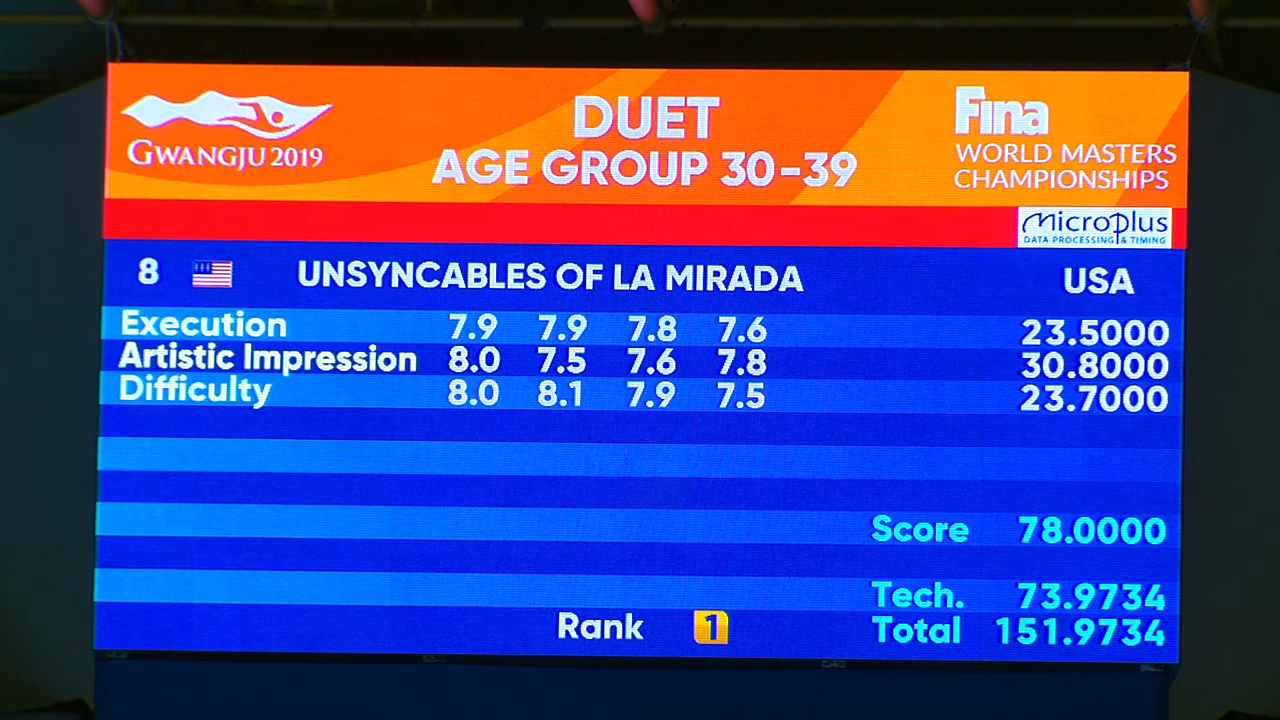 GWANGJU 2019
DUET
AGE GROUP 30-39
Fina
WORLD MASTERS
CHAMPIONSHIPS
MicroPlus
DATA PROCESSING & TIMING
8 UNSYNCABLES OF LA MIRADA USA
Execution 7.9 7.9 7.8 7.6 23.5000
Artistic Impression 8.0 7.5 7.6 7.8 30.8000
Difficulty 8.0 8.1 7.9 7.5 23.7000
Score 78.0000
Tech. 73.9734
Rank 1 Total 151.9734